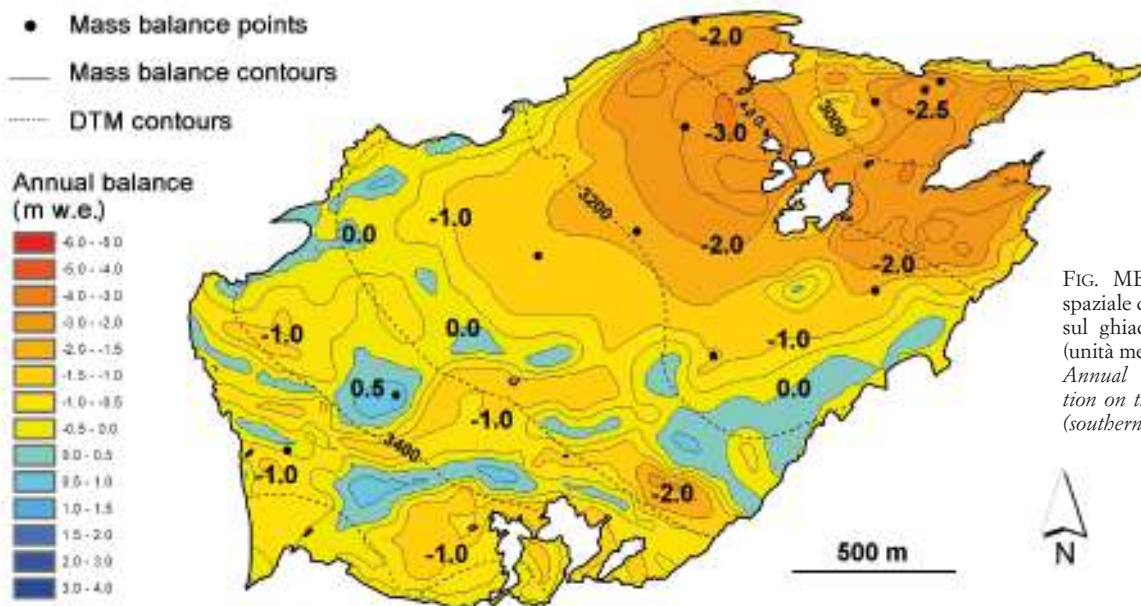 Mass balance points
Mass balance contours
DTM contours
Annual balance
(m w.e.)
-6.0 - -5.0
-5.0 - -4.0
-4.0 - -3.0
-3.0 - -2.0
-2.0 - -1.5
-1.5 - -1.0
-1.0 - -0.5
-0.5 - 0.0
0.0 - 0.5
0.5 - 1.0
1.0 - 1.5
1.5 - 2.0
2.0 - 3.0
3.0 - 4.0
-2.0
-2.5
-3.0
3000
3200
-1.0
0.0
-2.0
-2.0
-1.0
0.0
-1.0
0.0
0.5
-1.0
3400
-1.0
-2.0
-1.0
500 m
N
FIG. ME
spaziale
sul ghiac
(unità me
Annual
tion on t
(southern